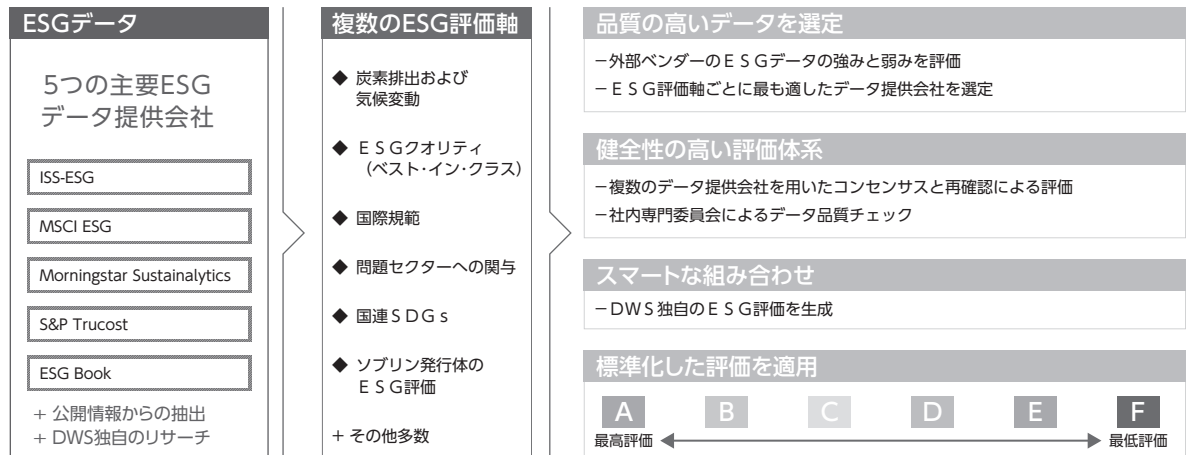 ESGデータ
5つの主要ESG
データ提供会社
ISS-ESG
MSCI ESG
Morningstar Sustainalytics
S&P Trucost
ESG Book
+ 公開情報からの抽出
+ DWS独自のリサーチ
複数のESG評価軸
◆ 炭素排出および
気候変動
◆ ESGクオリティ
(ベスト・イン・クラス)
◆ 国際規範
◆ 問題セクターへの関与
◆ 国連SDGs
◆ ソブリン発行体の
ESG評価
+ その他多数
品質の高いデータを選定
－外部ベンダーのESGデータの強みと弱みを評価
－ESG評価軸ごとに最も適したデータ提供会社を選定
健全性の高い評価体系
－複数のデータ提供会社を用いたコンセンサスと再確認による評価
－社内専門委員会によるデータ品質チェック
スマートな組み合わせ
－DWS独自のESG評価を生成
標準化した評価を適用
A B C D E F
最高評価 最低評価